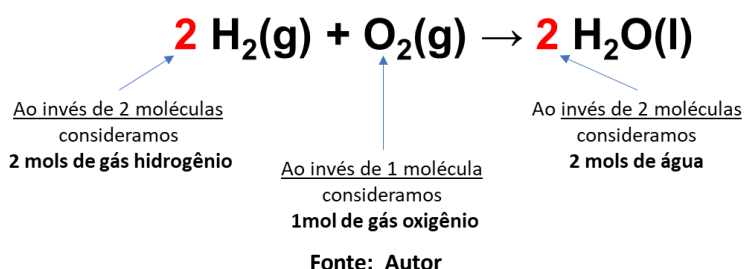 2 H₂(g) + O₂(g) → 2 H₂O(l)
Ao invés de 2 moléculas
consideramos
2 mols de gás hidrogênio
Ao invés de 1 molécula
consideramos
1mol de gás oxigênio
Ao invés de 2 moléculas
consideramos
2 mols de água
Fonte: Autor